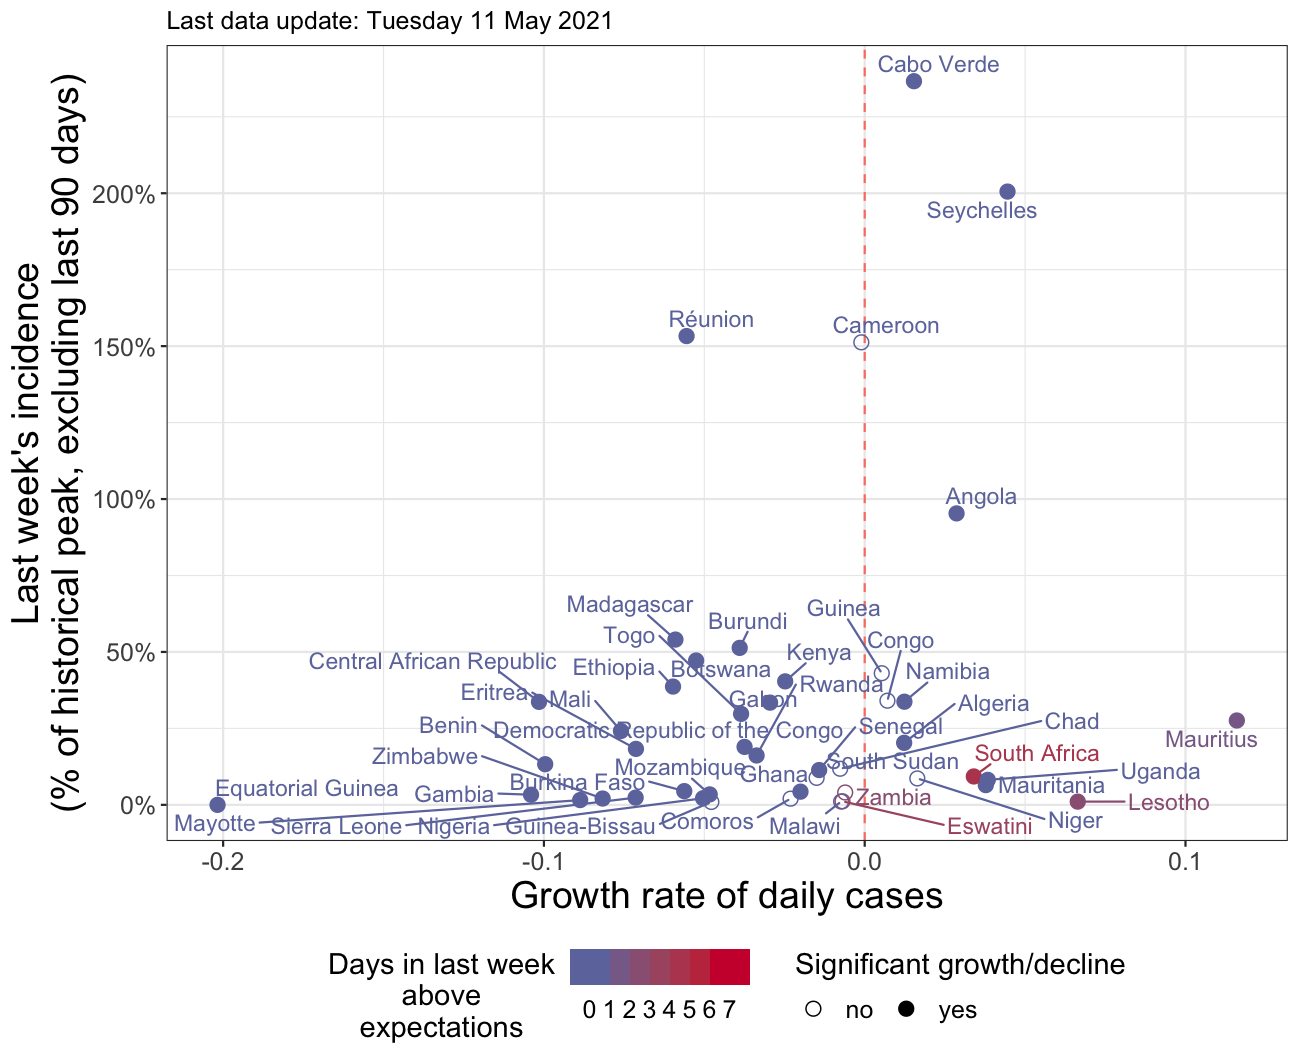 Last data update: Tuesday 11 May 2021
Last week's incidence
(% of historical peak, excluding last 90 days)
200%
150%
100%
50%
0%
Cabo Verde
Seychelles
Réunion
Cameroon
Angola
Madagascar
Guinea
Togo
Burundi
Congo
Central African Republic
Ethiopia
Botswana
Kenya
Namibia
Eritrea
Mali
Gabon
Rwanda
Algeria
Benin
Democratic Republic of the Congo
Senegal
Chad
Mauritius
Zimbabwe
Mozambique
Ghana
South Sudan
South Africa
Uganda
Equatorial Guinea
Gambia
Burkina Faso
Zambia
Mauritania
Lesotho
Mayotte
Sierra Leone
Nigeria
Guinea-Bissau
Comoros
Malawi
Eswatini
Niger
-0.2
-0.1
0.0
0.1
Growth rate of daily cases
Days in last week
above
expectations
0 1 2 3 4 5 6 7
Significant growth/decline
no
yes